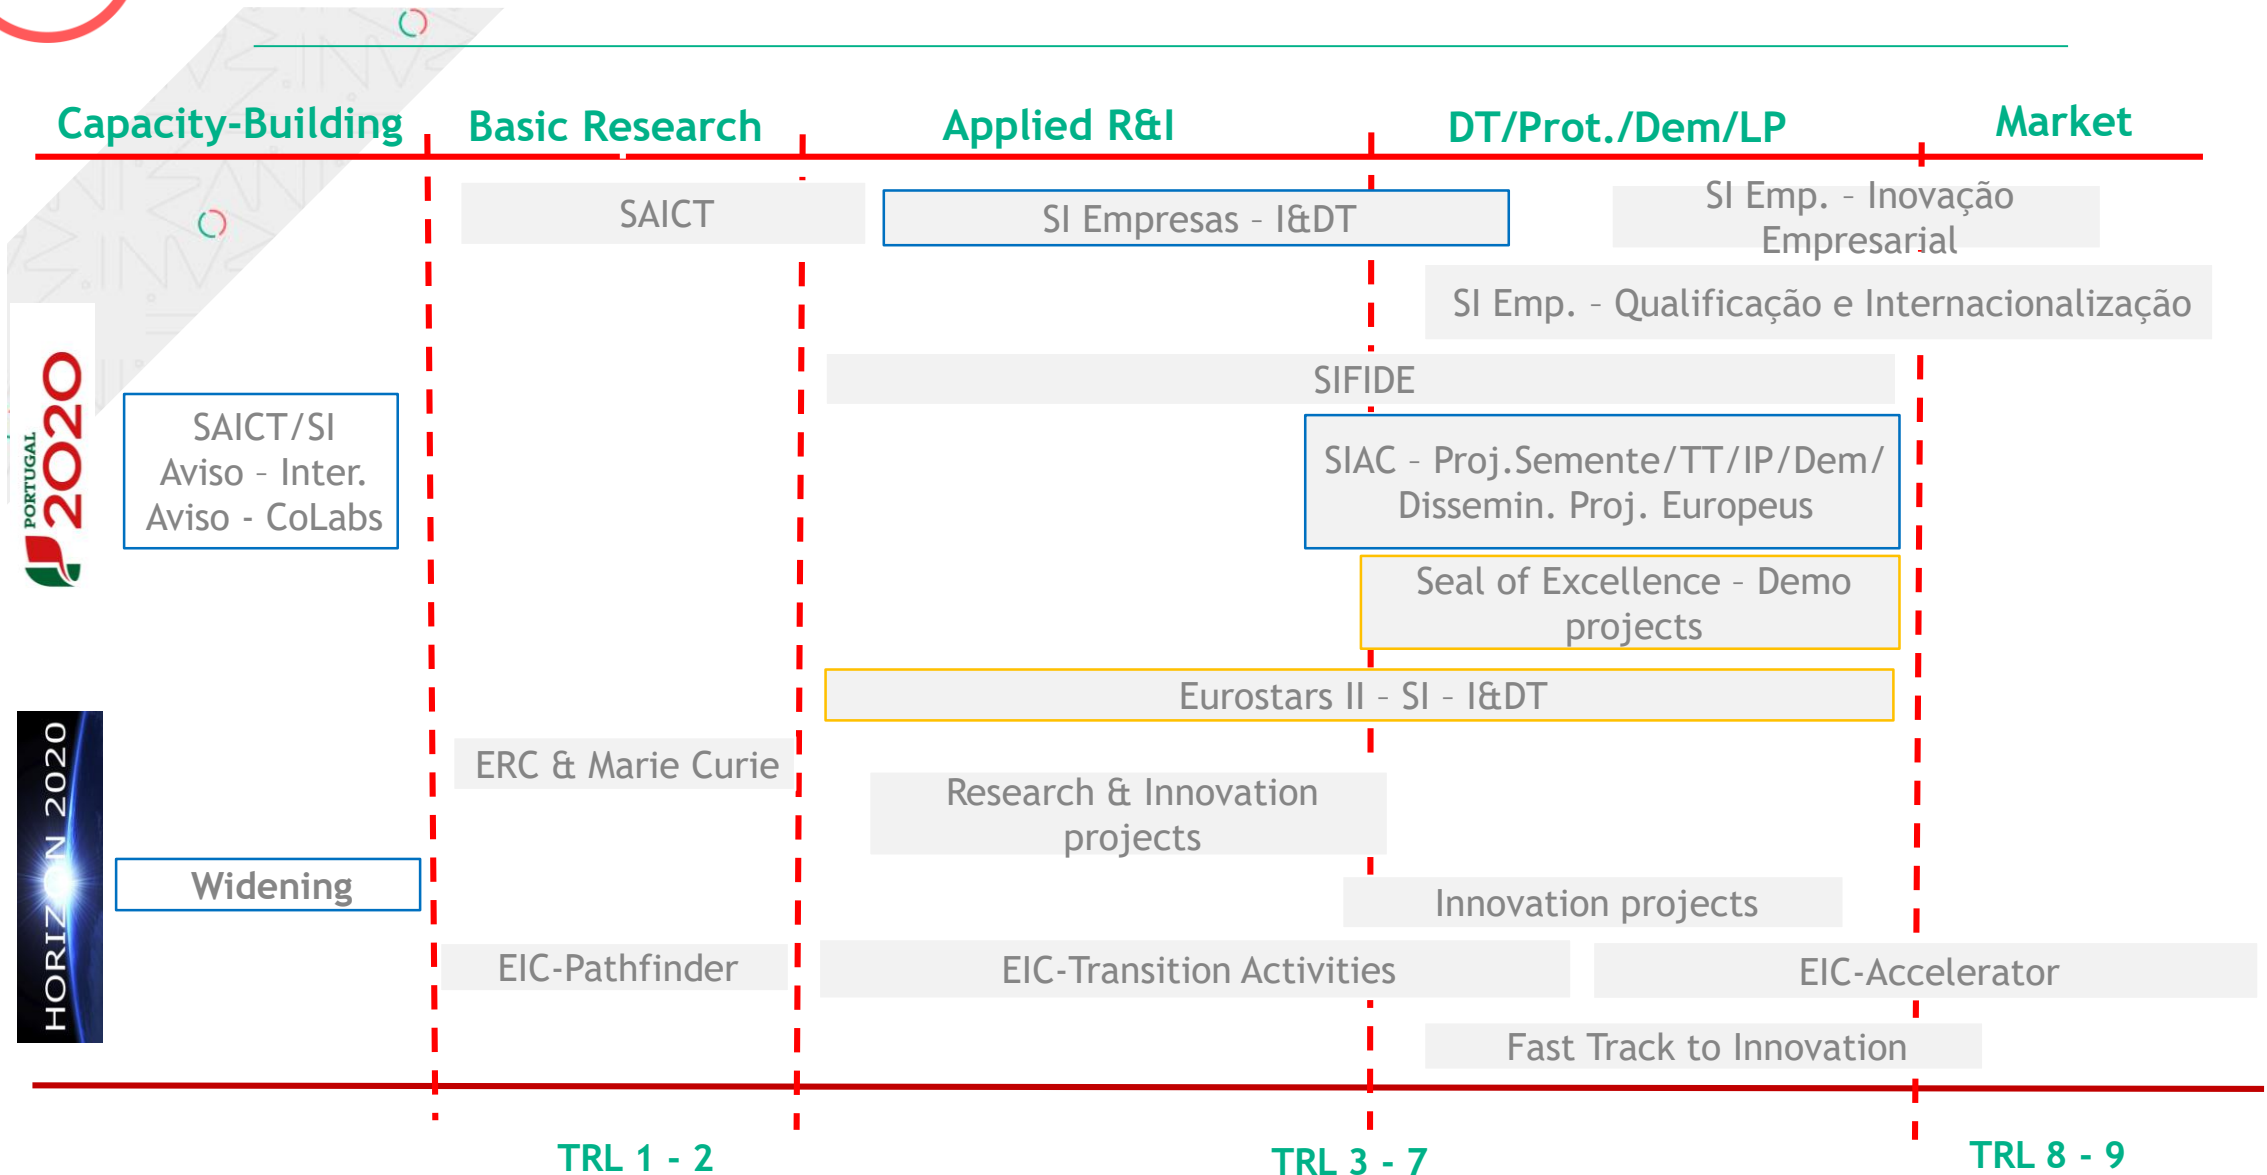 Capacity-Building
Basic Research
Applied R&I
DT/Prot./Dem/LP
Market
SAICT
SI Empresas – I&DT
SI Emp. – Inovação
Empresarial
SI Emp. – Qualificação e Internacionalização
SIFIDE
PORTUGAL
2020
SAICT/SI
Aviso – Inter.
Aviso - CoLabs
SIAC – Proj.Semente/TT/IP/Dem/
Dissemin. Proj. Europeus
Seal of Excellence – Demo
projects
Eurostars II – SI – I&DT
HORIZON 2020
ERC & Marie Curie
Research & Innovation
projects
Widening
Innovation projects
EIC-Pathfinder
EIC-Transition Activities
EIC-Accelerator
Fast Track to Innovation
TRL 1 - 2
TRL 3 - 7
TRL 8 - 9